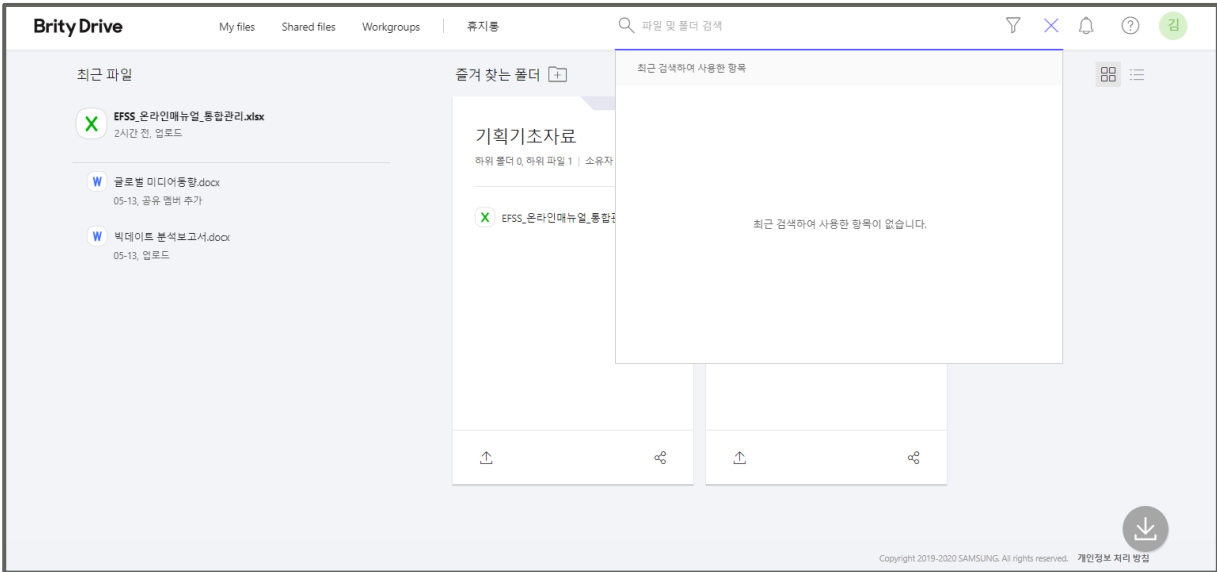 Brity Drive
My files
Shared files
Workgroups
휴지통
파일 및 폴더 검색
김
최근 파일
EFSS_온라인매뉴얼_통합관리.xlsx
2시간 전, 업로드
글로벌 미디어동향.docx
05-13, 공유 멤버 추가
빅데이트 분석보고서.docx
05-13, 업로드
즐겨 찾는 폴더
기획기초자료
하위 폴더 0, 하위 파일 1 | 소유자
EFSS_온라인매뉴얼_통합관
최근 검색하여 사용한 항목
최근 검색하여 사용한 항목이 없습니다.
Copyright 2019-2020 SAMSUNG. All rights reserved. 개인정보 처리 방침